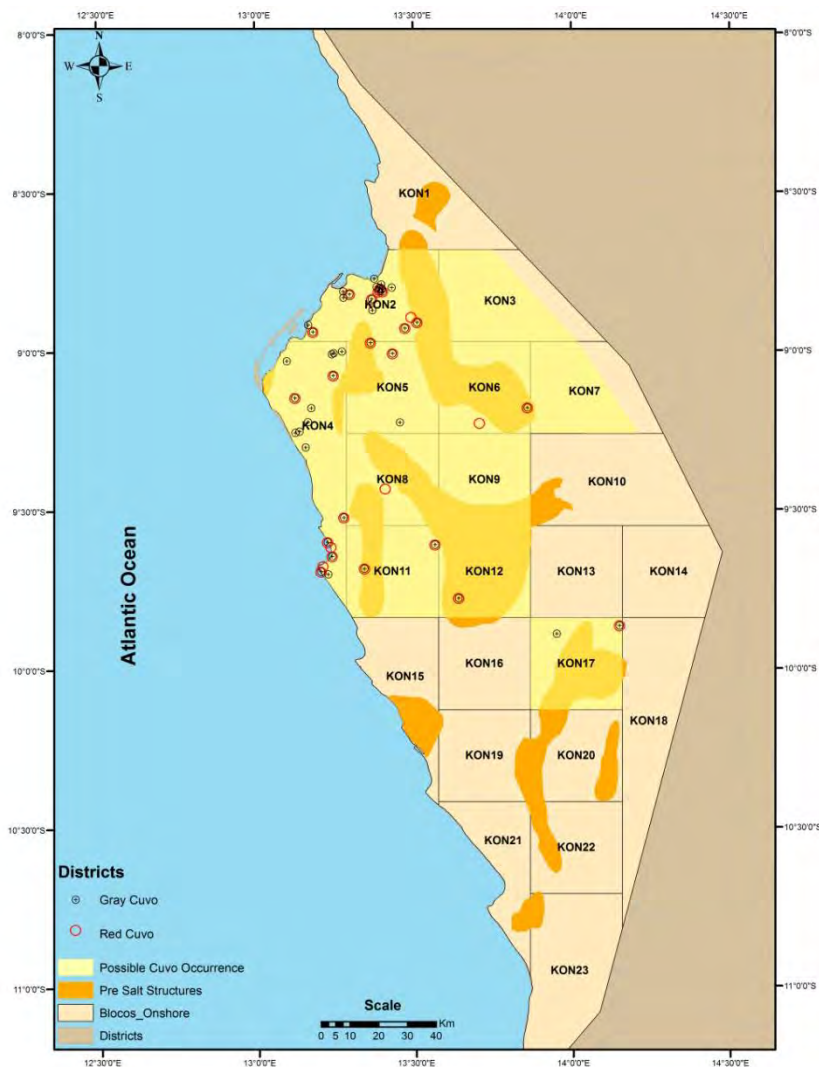 12°30'0"E 13°0'0"E 13°30'0"E 14°0'0"E 14°30'0"E
8°0'0"S 8°0'0"S
N
W E
S
KON1
8°30'0"S 8°30'0"S
KON2 KON3
9°0'0"S 9°0'0"S
KON5 KON6 KON7
KON4
KON8 KON9 KON10
9°30'0"S 9°30'0"S
KON11 KON12 KON13 KON14
Atlantic Ocean
KON15 KON16 KON17
10°0'0"S 10°0'0"S
KON18
KON19 KON20
KON21 KON22
10°30'0"S 10°30'0"S
Districts
Gray Cuvo
Red Cuvo
KON23
Possible Cuvo Occurrence
Pre Salt Structures
11°0'0"S 11°0'0"S
Blocos_Onshore
Districts
Scale
Km
0 5 10 20 30 40
12°30'0"E 13°0'0"E 13°30'0"E 14°0'0"E 14°30'0"E